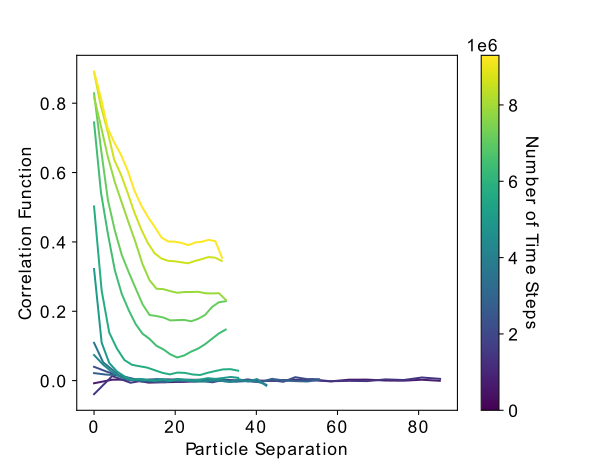 1e6
0.8
0.6
0.4
0.2
0.0
Correlation Function
0 20 40 60 80
Particle Separation
8
6
4
2
0
Number of Time Steps